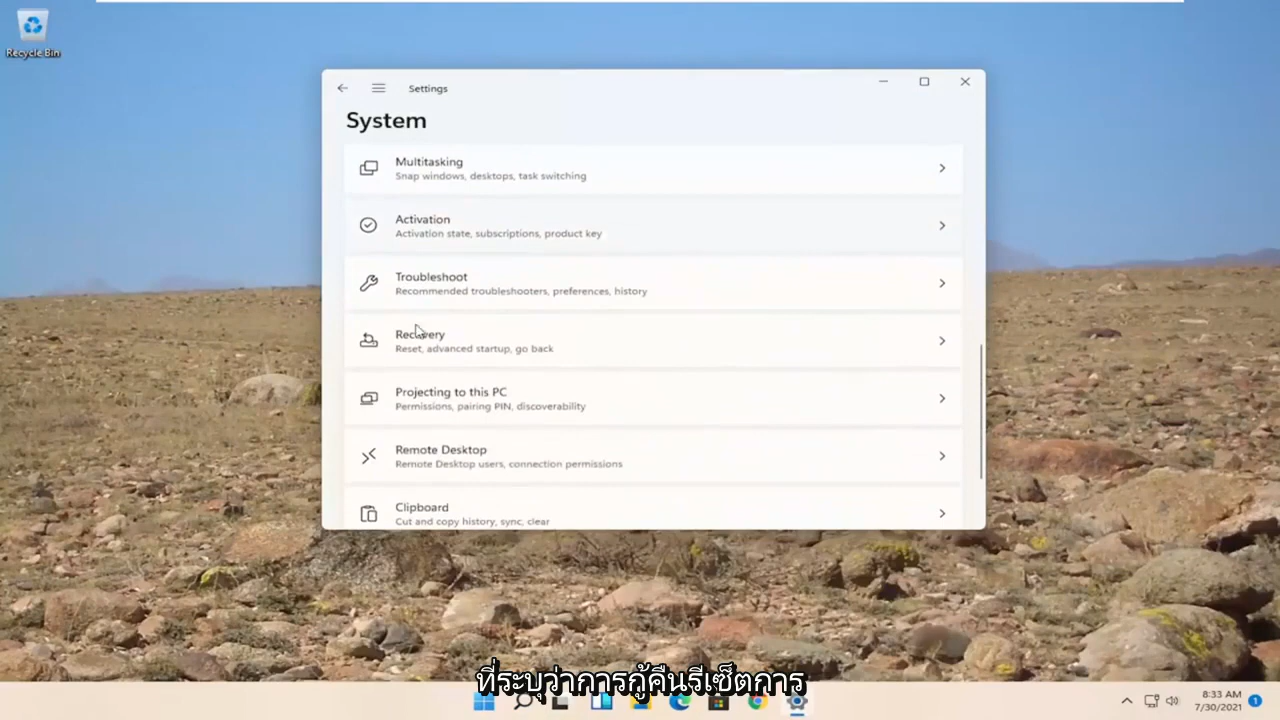 Recycle Bin
Settings
System
Multitasking
Snap windows, desktops, task switching
Activation
Activation state, subscriptions, product key
Troubleshoot
Recommended troubleshooters, preferences, history
Recovery
Reset, advanced startup, go back
Projecting to this PC
Permissions, pairing PIN, discoverability
Remote Desktop
Remote Desktop users, connection permissions
Clipboard
Cut and copy history, sync, clear
ที่ระบุว่าการกู้คืนรีเซ็ตการ
8:33 AM
7/30/2021
1